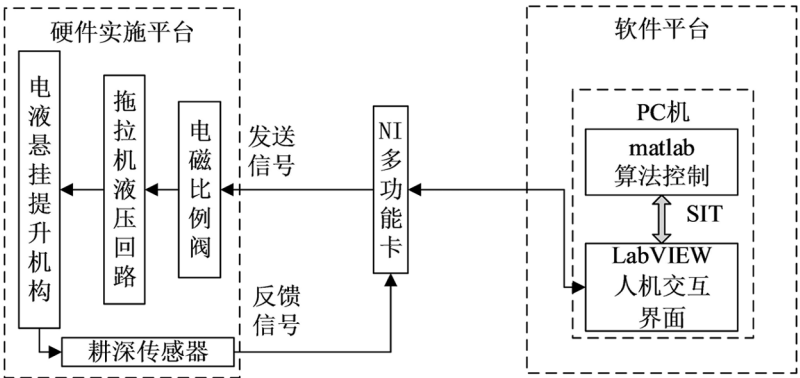 硬件实施平台
电液悬挂提升机构
拖拉机液压回路
电磁比例阀
耕深传感器
发送
信号
反馈
信号
NI多功能卡
软件平台
PC机
matlab
算法控制
SIT
LabVIEW
人机交互
界面